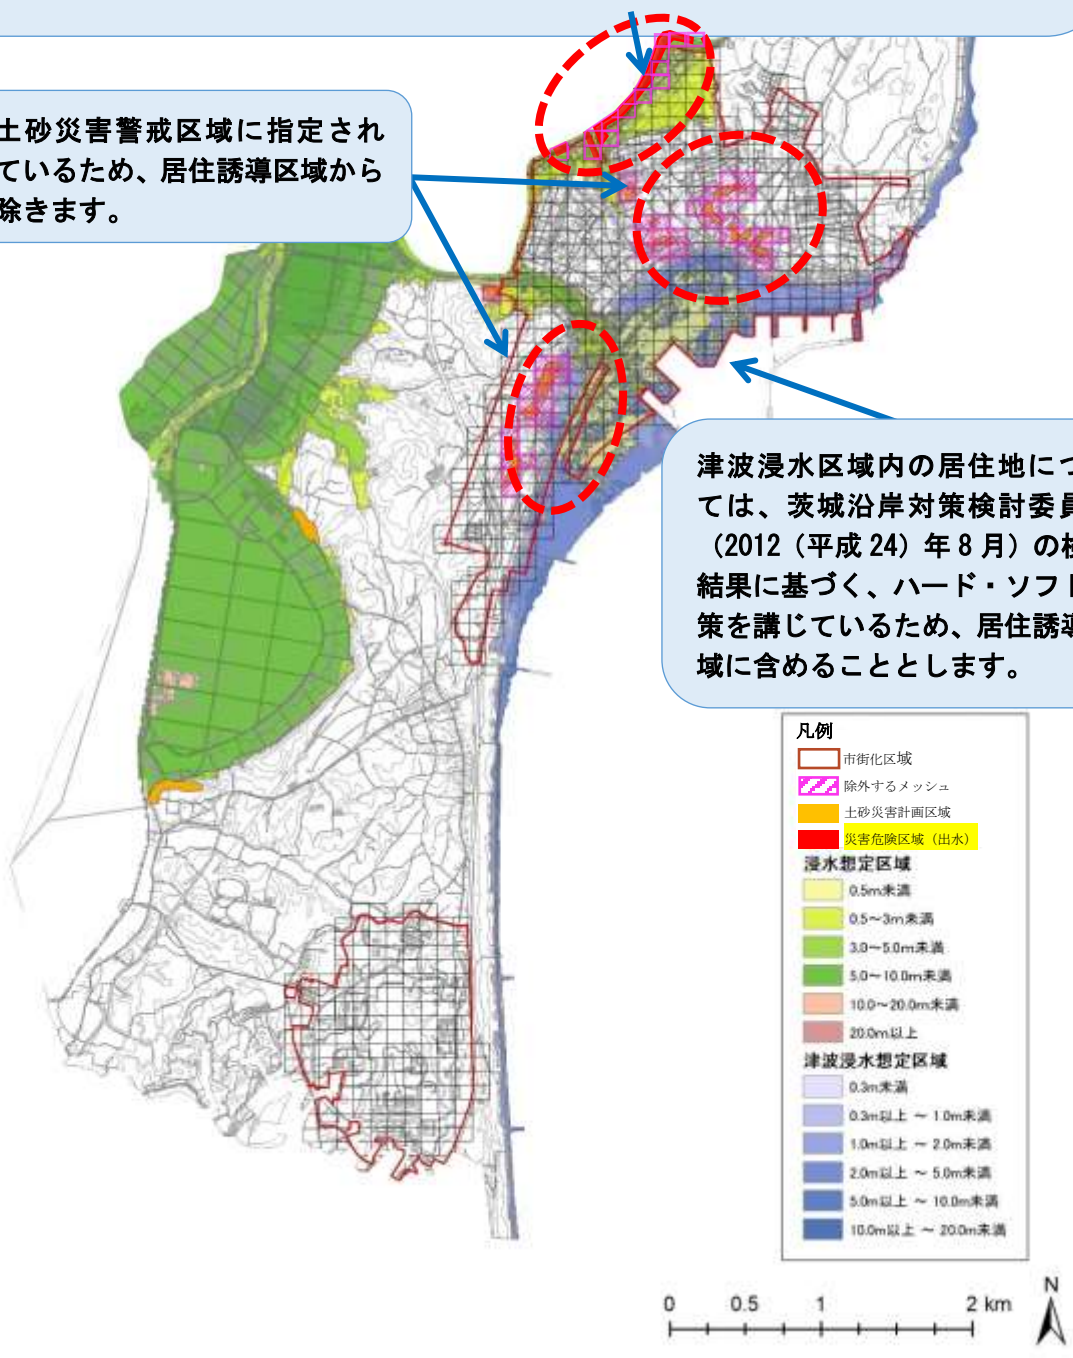 土砂災害警戒区域に指定され
ているため、居住誘導区域から
除きます。
津波浸水区域内の居住地につ
ては、茨城沿岸対策検討委員
（2012（平成 24）年 8 月）の検
結果に基づく、ハード・ソフト
策を講じているため、居住誘導
域に含めることとします。
凡例
市街化区域
除外するメッシュ
土砂災害計画区域
災害危険区域（出水）
浸水想定区域
0.5m未満
0.5～3m未満
3.0～5.0m未満
5.0～10.0m未満
10.0～20.0m未満
20.0m以上
津波浸水想定区域
0.3m未満
0.3m以上 ～ 1.0m未満
1.0m以上 ～ 2.0m未満
2.0m以上 ～ 5.0m未満
5.0m以上 ～ 10.0m未満
10.0m以上 ～ 20.0m未満
0 0.5 1 2 km
N